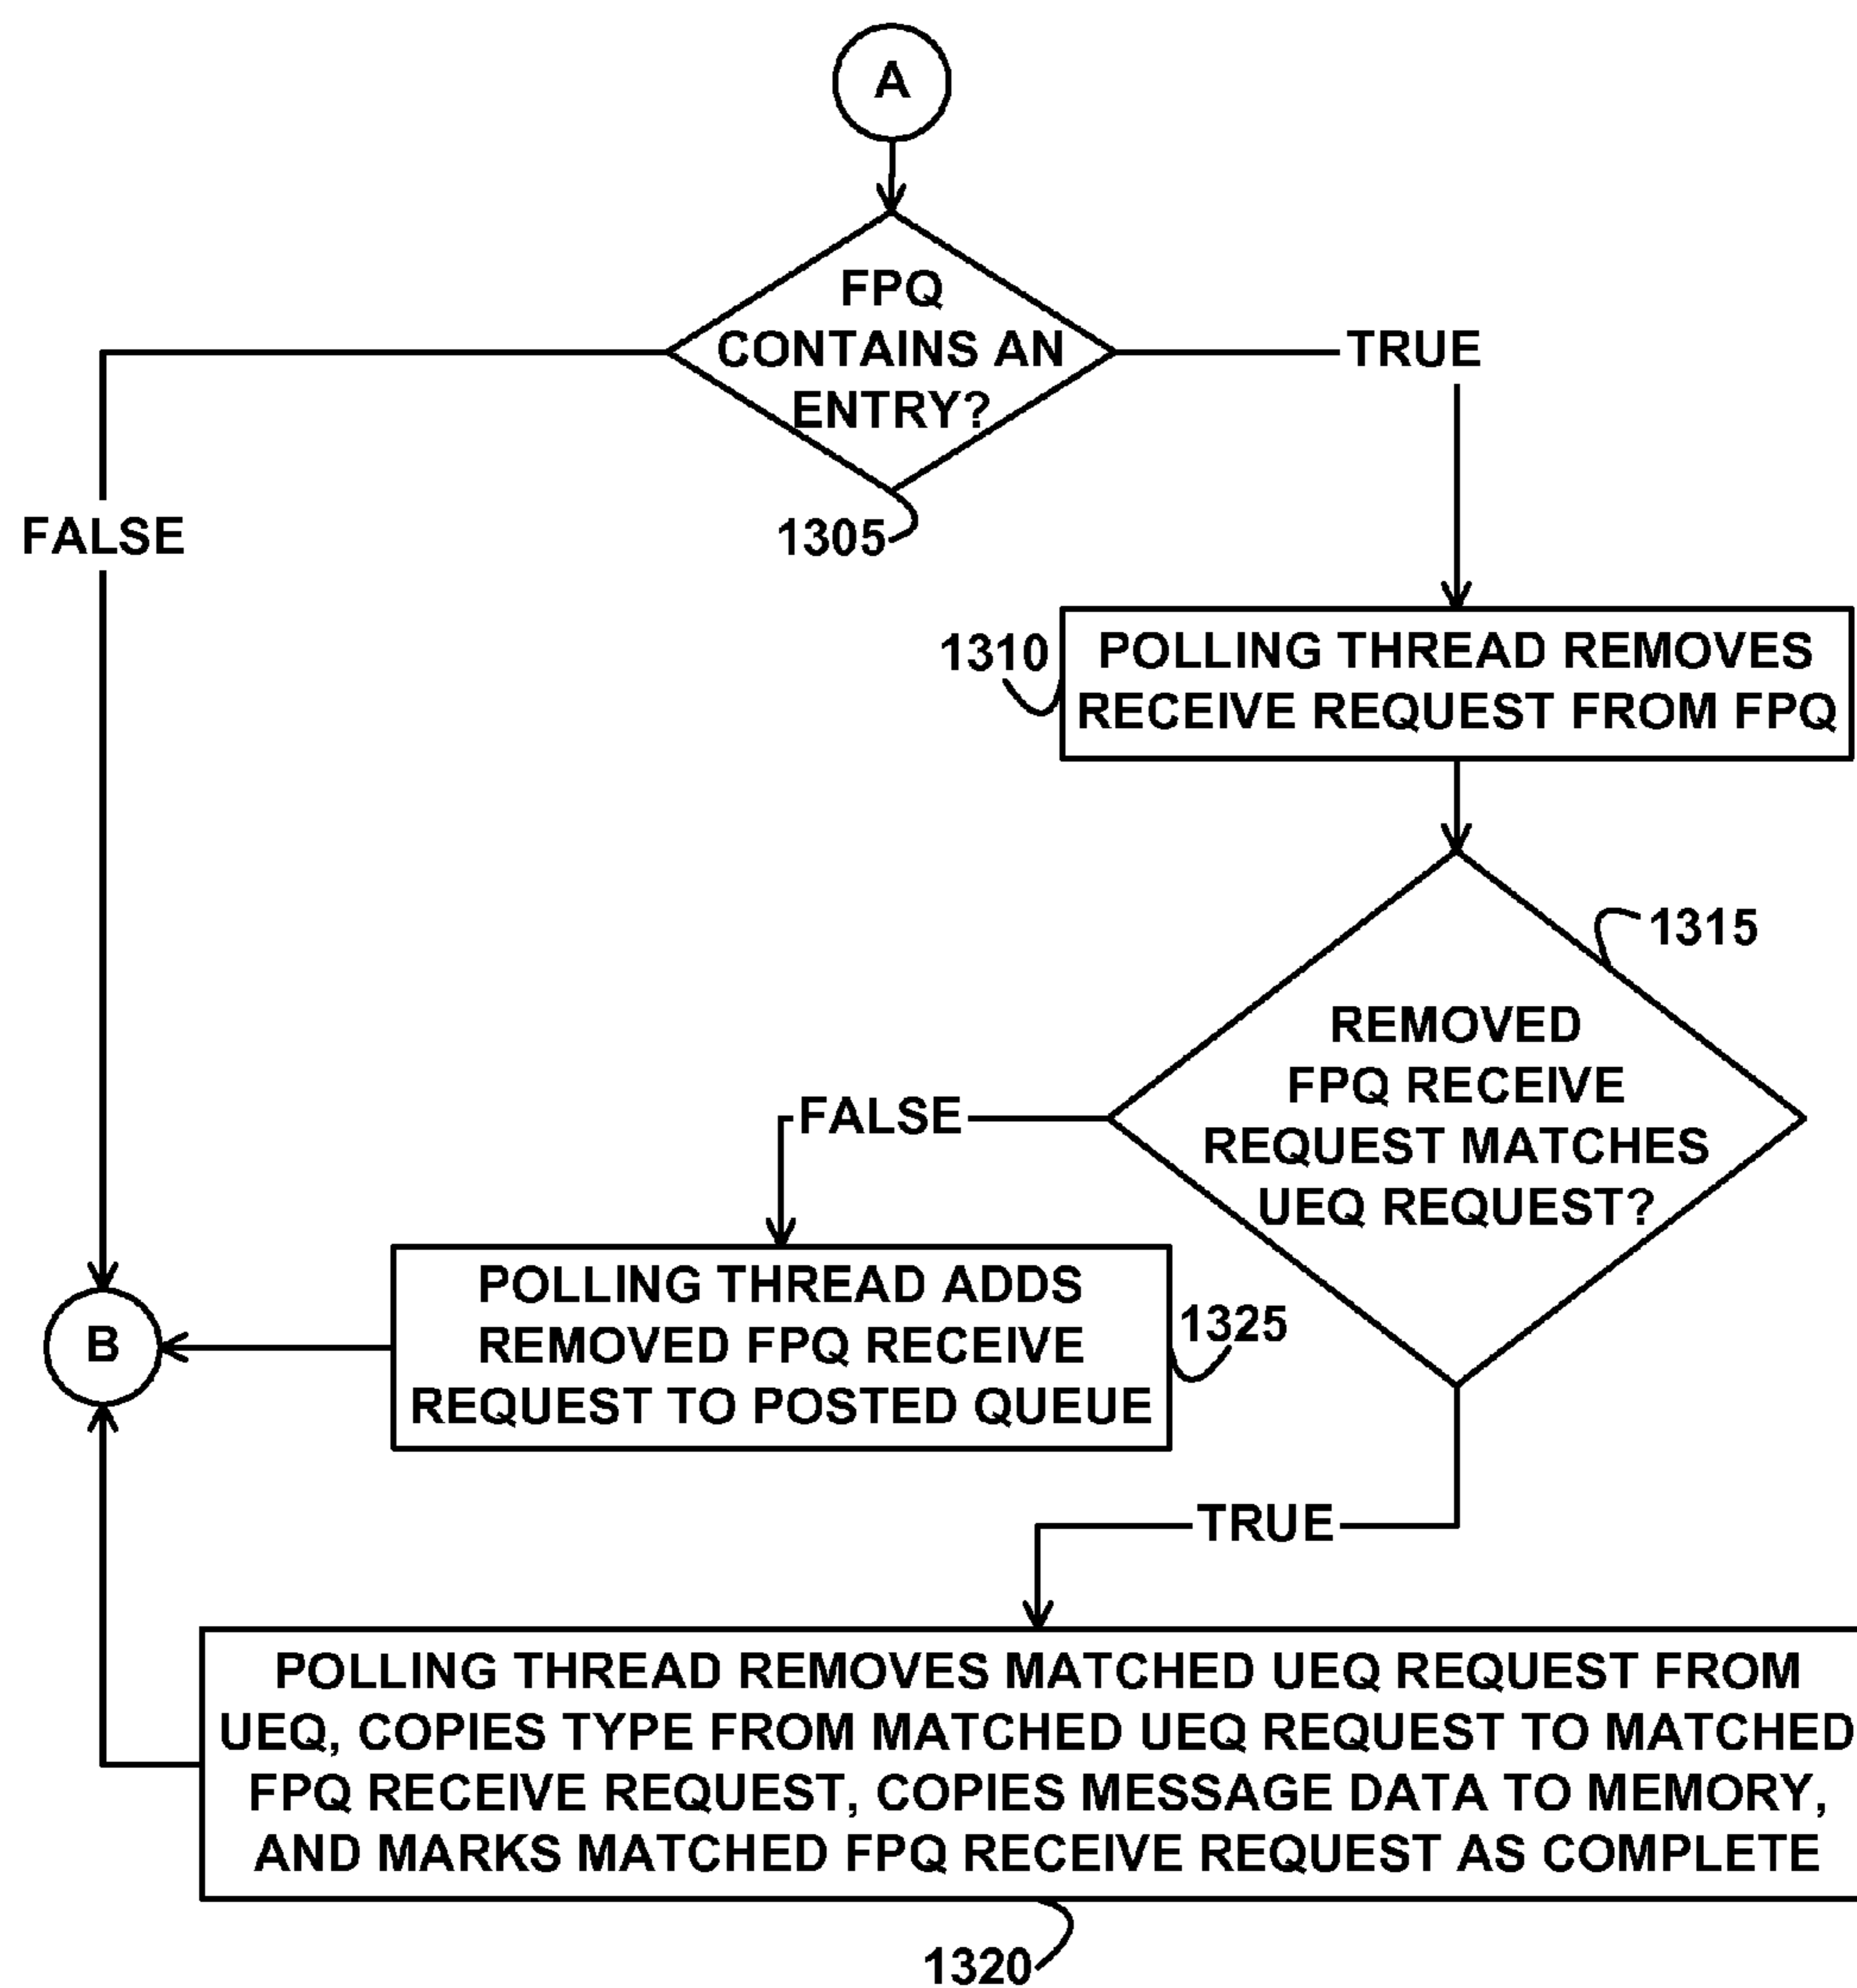 A
FPQ
CONTAINS AN
ENTRY?
TRUE
FALSE
1305
1310
POLLING THREAD REMOVES
RECEIVE REQUEST FROM FPQ
1315
REMOVED
FPQ RECEIVE
REQUEST MATCHES
UEQ REQUEST?
FALSE
POLLING THREAD ADDS
REMOVED FPQ RECEIVE
REQUEST TO POSTED QUEUE
1325
B
TRUE
POLLING THREAD REMOVES MATCHED UEQ REQUEST FROM
UEQ, COPIES TYPE FROM MATCHED UEQ REQUEST TO MATCHED
FPQ RECEIVE REQUEST, COPIES MESSAGE DATA TO MEMORY,
AND MARKS MATCHED FPQ RECEIVE REQUEST AS COMPLETE
1320